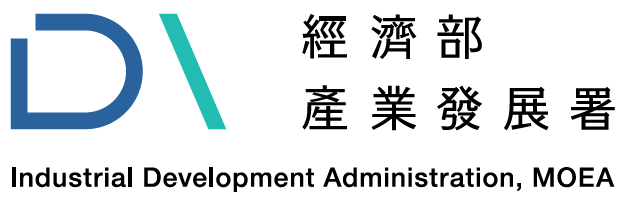 經濟部
產業發展署
Industrial Development Administration, MOEA